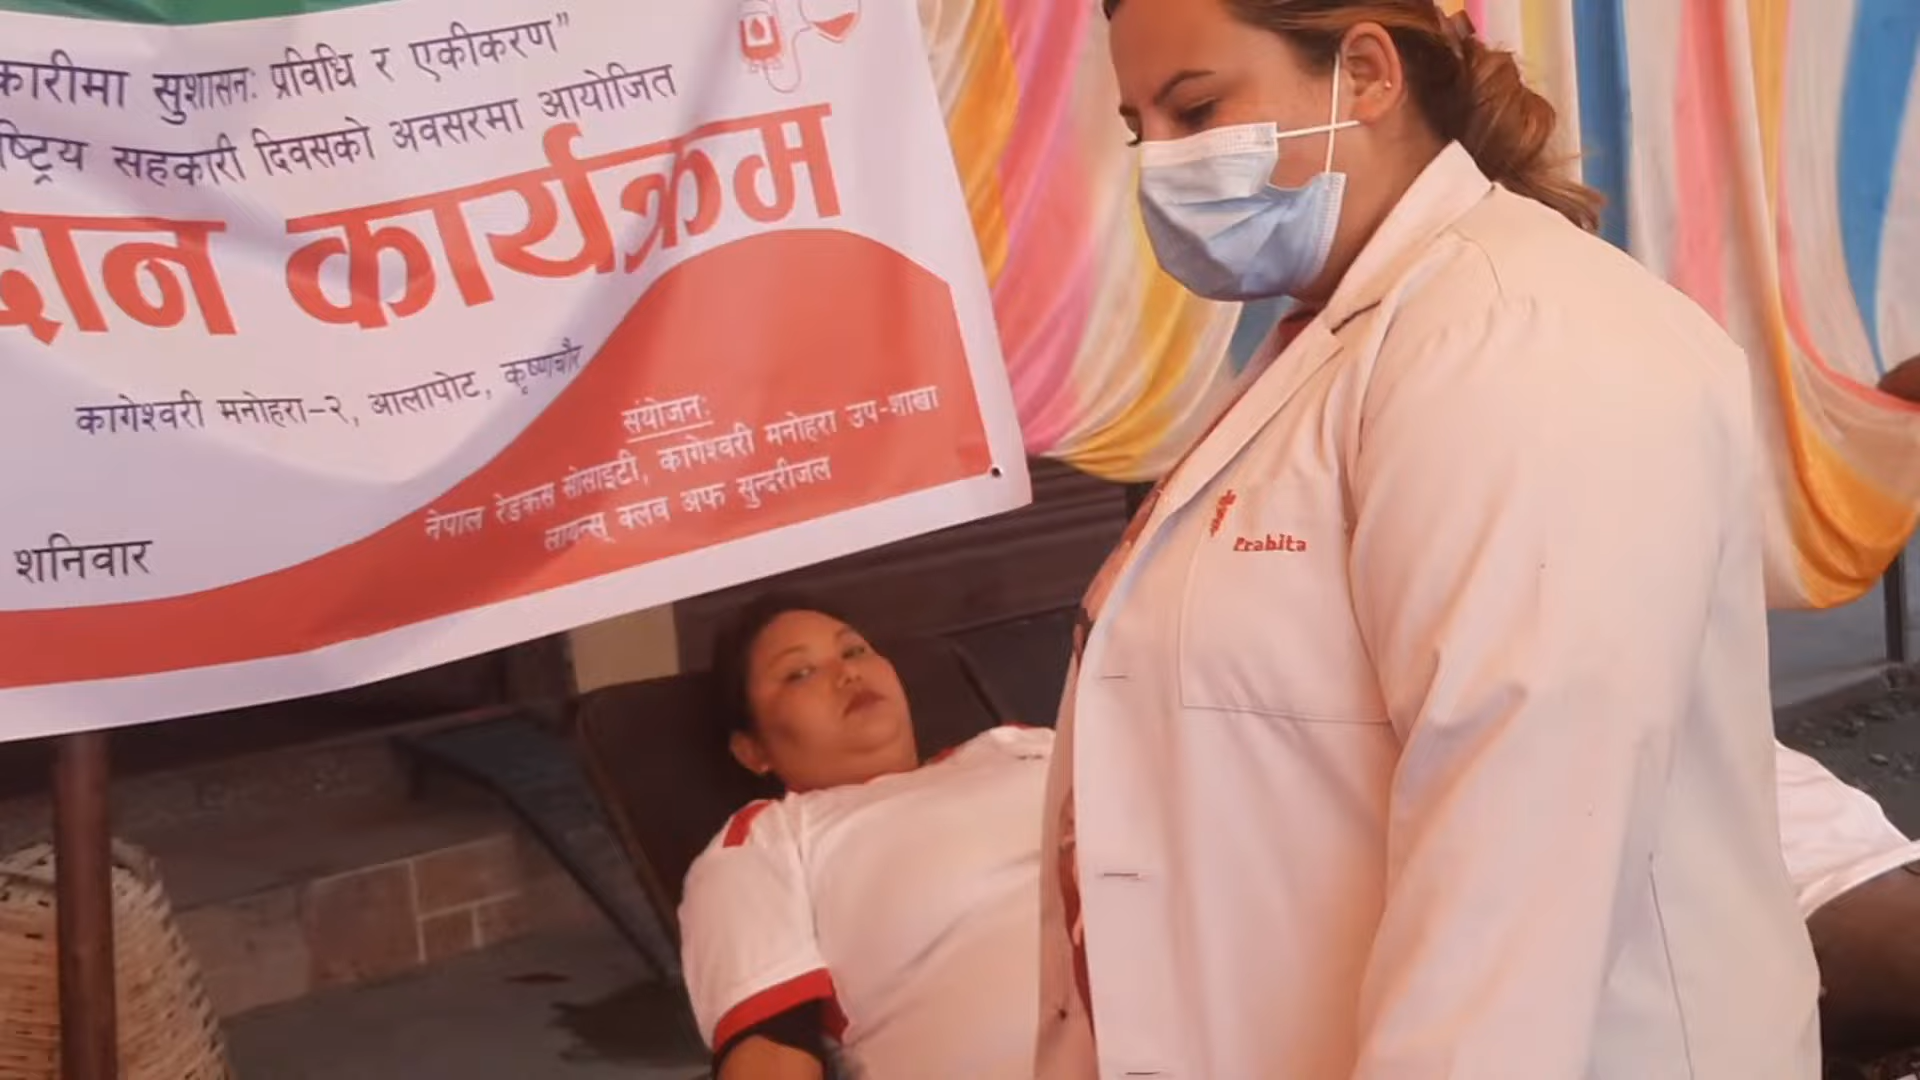 कारीमा सुशासनः प्रविधि र एकीकरण”
ष्ट्रिय सहकारी दिवसको अवसरमा आयोजित
दान कार्यक्रम
कागेश्वरी मनोहरा-२, आलापोट, कृष्णचौर
संयोजनः
नेपाल रेडक्रस सोसाइटी, कागेश्वरी मनोहरा उप-शाखा
लायन्स् क्लव अफ सुन्दरीजल
शनिवार
Prabita